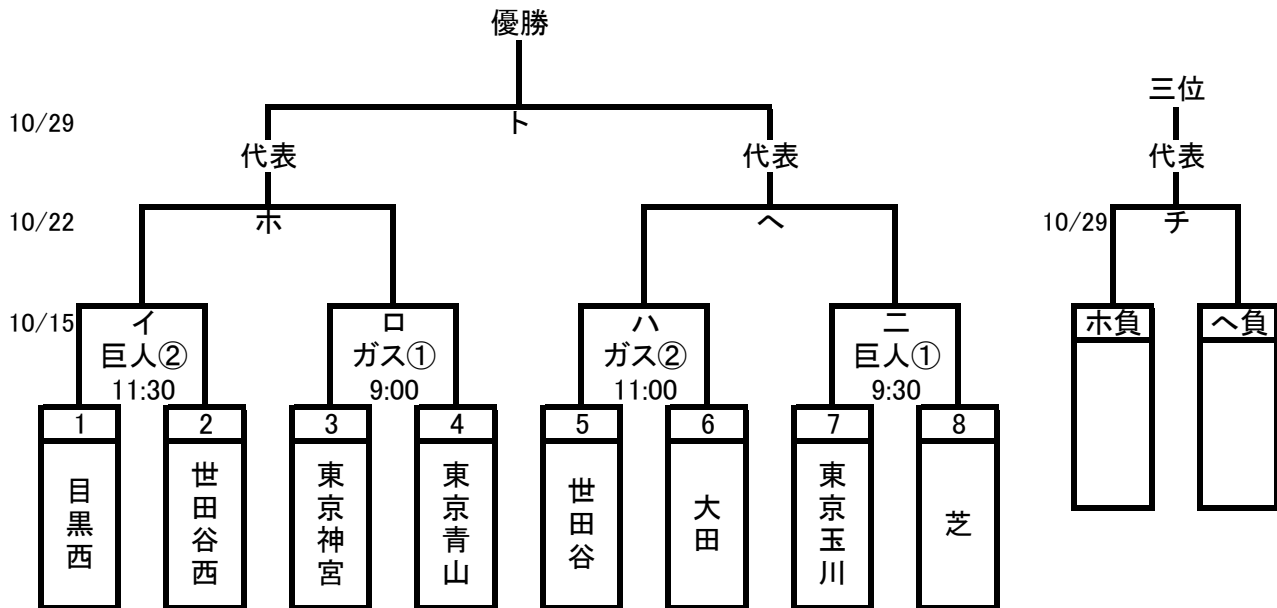 優勝
三位
10/29
ト
代表
代表
代表
10/22
ホ
ヘ
10/29
チ
10/15
イ
ロ
ハ
ニ
ホ負
ヘ負
巨人②
ガス①
ガス②
巨人①
11:30
9:00
11:00
9:30
1
2
3
4
5
6
7
8
目黒西
世田谷西
東京神宮
東京青山
世田谷
大田
東京玉川
芝